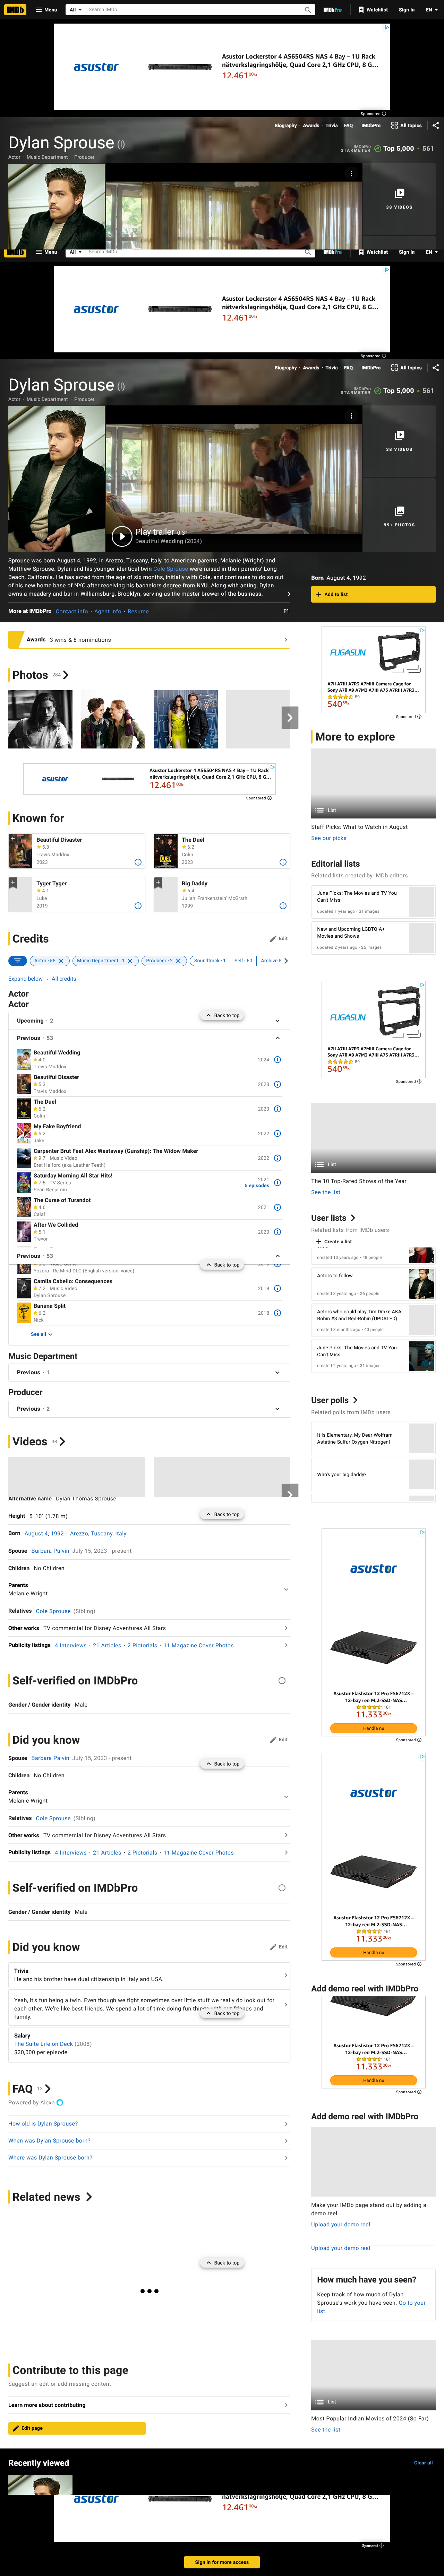 IMDb
Menu
All
Search IMDb
IMDbPro
Watchlist
Sign In
EN
asustor
Asustor Lockerstor 4 AS6504RS NAS 4 Bay – 1U Rack
nätverkslagringshölje, Quad Core 2,1 GHz CPU, 8 G...
12.461
Sponsored
Biography · Awards · Trivia · FAQ
IMDbPro
All topics
Dylan Sprouse (I)
Actor · Music Department · Producer
IMDbPro
STARMETER
Top 5,000 · 561
38 VIDEOS
IMDb
Menu
All
Search IMDb
IMDbPro
Watchlist
Sign In
EN
asustor
Asustor Lockerstor 4 AS6504RS NAS 4 Bay – 1U Rack
nätverkslagringshölje, Quad Core 2,1 GHz CPU, 8 G...
12.461
Sponsored
Biography · Awards · Trivia · FAQ
IMDbPro
All topics
Dylan Sprouse (I)
Actor · Music Department · Producer
IMDbPro
STARMETER
Top 5,000 · 561
38 VIDEOS
Play trailer 0:31
Beautiful Wedding (2024)
99+ PHOTOS
Sprouse was born August 4, 1992, in Arezzo, Tuscany, Italy, to American parents, Melanie (Wright) and
Matthew Sprouse. Dylan and his younger identical twin Cole Sprouse were raised in their parents' Long
Beach, California. He has acted from the age of six months, initially with Cole, and continues to do so out
of his New York base. He acknowledges being of neopagan beliefs. Along with acting, Dylan
owns a meadery and bar in Williamsburg, Brooklyn, serving as the master brewer of the business.
Born August 4, 1992
Add to list
More at IMDbPro
Contact info · Agent info · Resume
Awards
3 wins & 8 nominations
Photos 284
asustor
Asustor Lockerstor 4 AS6504RS NAS 4 Bay – 1U Rack
nätverkslagringshölje, Quad Core 2,1 GHz CPU, 8 G...
12.461
Sponsored
Known for
Beautiful Disaster
5.3
Travis Maddox
2023
The Duel
6.2
Colin
2023
Tyger Tyger
4.1
Luke
2019
Big Daddy
6.4
Julian 'Frankenstein' McGrath
1999
Credits
Edit
Actor · 55
Music Department · 1
Producer · 2
Soundtrack · 1
Self · 60
Archive F
Expand below · All credits
Actor
Actor
Back to top
Upcoming · 2
Previous · 53
Beautiful Wedding
4.0
Travis Maddox
2024
Beautiful Disaster
5.3
Travis Maddox
2023
The Duel
6.2
Colin
2023
My Fake Boyfriend
5.2
Jake
2022
Carpenter Brut Feat Alex Westaway (Gunship): The Widow Maker
8.7 Music Video
Bret Halford (aka Leather Teeth)
2022
Saturday Morning All Star Hits!
7.5 TV Series
Sean Benjamin
2021
5 episodes
The Curse of Turandot
4.6
Calaf
2021
After We Collided
5.1
Trevor
2020
Previous · 53
Back to top
Yozora - Re:Mind DLC (English version, voice)
Camila Cabello: Consequences
7.2 Music Video
Dylan Sprouse
2018
Banana Split
6.2
Nick
2018
See all
Music Department
Previous · 1
Producer
Previous · 2
Videos 38
Alternative name Dylan Thomas Sprouse
Height 5′ 10″ (1.78 m)
Back to top
Born August 4, 1992 · Arezzo, Tuscany, Italy
Spouse Barbara Palvin July 15, 2023 - present
Children No Children
Parents
Melanie Wright
Relatives Cole Sprouse (Sibling)
Other works TV commercial for Disney Adventures All Stars
Publicity listings 4 Interviews · 21 Articles · 2 Pictorials · 11 Magazine Cover Photos
Self-verified on IMDbPro
Gender / Gender identity Male
Did you know
Edit
Spouse Barbara Palvin July 15, 2023 - present
Back to top
Children No Children
Parents
Melanie Wright
Relatives Cole Sprouse (Sibling)
Other works TV commercial for Disney Adventures All Stars
Publicity listings 4 Interviews · 21 Articles · 2 Pictorials · 11 Magazine Cover Photos
Self-verified on IMDbPro
Gender / Gender identity Male
Did you know
Edit
Trivia
He and his brother have dual citizenship in Italy and USA.
Yeah, it's fun being a twin. Even though we fight sometimes over little stuff we really do look out for
each other. We're like best friends. We spend a lot of time doing fun things with our friends and
family.
Back to top
Salary
The Suite Life on Deck (2008)
$20,000 per episode
FAQ 12
Powered by Alexa
How old is Dylan Sprouse?
When was Dylan Sprouse born?
Where was Dylan Sprouse born?
Related news
Back to top
Contribute to this page
Suggest an edit or add missing content
Learn more about contributing
Edit page
FUGASUN
A7II A7III A7R3 A7MIII Camera Cage for
Sony A7ii A9 A7M3 A7III A73 A7RIII A7R3...
89
540
Sponsored
More to explore
List
Staff Picks: What to Watch in August
See our picks
Editorial lists
Related lists created by IMDb editors
June Picks: The Movies and TV You
Can't Miss
updated 1 year ago • 31 images
New and Upcoming LGBTQIA+
Movies and Shows
updated 2 years ago • 25 images
FUGASUN
A7II A7III A7R3 A7MIII Camera Cage for
Sony A7ii A9 A7M3 A7III A73 A7RIII A7R3...
89
540
Sponsored
List
The 10 Top-Rated Shows of the Year
See the list
User lists
Related lists from IMDb users
Create a list
created 13 years ago • 48 people
Actors to follow
created 3 years ago • 26 people
Actors who could play Tim Drake AKA
Robin #3 and Red Robin (UPDATED)
created 8 months ago • 40 people
June Picks: The Movies and TV You
Can't Miss
created 2 years ago • 31 images
User polls
Related polls from IMDb users
It Is Elementary, My Dear Wolfram
Astatine Sulfur Oxygen Nitrogen!
Who's your big daddy?
asustor
Asustor Flashstor 12 Pro FS6712X –
12-bay ren M.2-SSD-NAS...
161
11.333
Handla nu
Sponsored
asustor
Asustor Flashstor 12 Pro FS6712X –
12-bay ren M.2-SSD-NAS...
161
11.333
Handla nu
Sponsored
Add demo reel with IMDbPro
Asustor Flashstor 12 Pro FS6712X –
12-bay ren M.2-SSD-NAS...
161
11.333
Handla nu
Sponsored
Add demo reel with IMDbPro
Make your IMDb page stand out by adding a
demo reel
Upload your demo reel
Upload your demo reel
How much have you seen?
Keep track of how much of Dylan
Sprouse's work you have seen. Go to your
list.
List
Most Popular Indian Movies of 2024 (So Far)
See the list
Recently viewed
Clear all
asustor
nätverkslagringshölje, Quad Core 2,1 GHz CPU, 8 G...
12.461
Sponsored
Sign in for more access